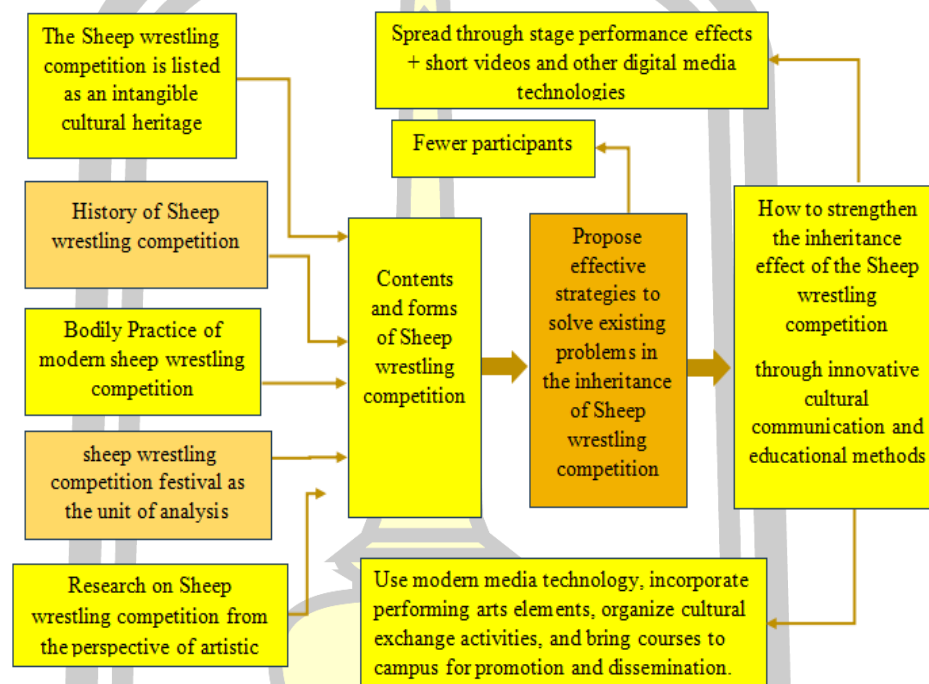 The Sheep wrestling
competition is listed
as an intangible
cultural heritage
History of Sheep
wrestling competition
Bodily Practice of
modern sheep wrestling
competition
sheep wrestling
competition festival as
the unit of analysis
Research on Sheep
wrestling competition from
the perspective of artistic
Contents
and forms
of Sheep
wrestling
competition
Spread through stage performance effects
+ short videos and other digital media
technologies
Fewer participants
Propose
effective
strategies to
solve existing
problems in
the inheritance
of Sheep
wrestling
competition
How to strengthen
the inheritance
effect of the Sheep
wrestling
competition
through innovative
cultural
communication and
educational methods
Use modern media technology, incorporate
performing arts elements, organize cultural
exchange activities, and bring courses to
campus for promotion and dissemination.